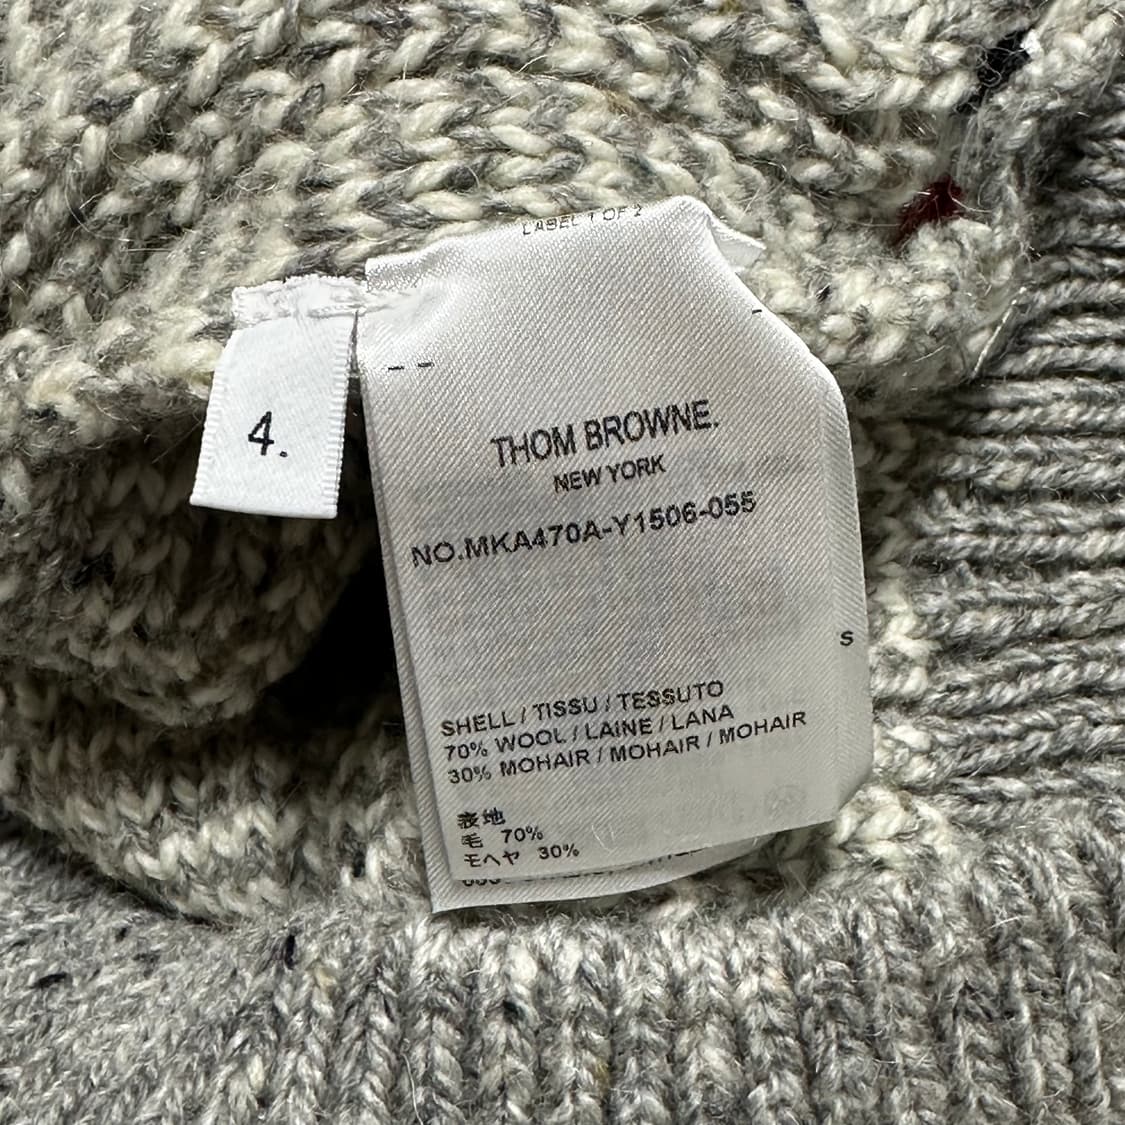 LABEL 1 OF 2
4.
THOM BROWNE.
NEW YORK
NO.MKA470A-Y1506-055
S
SHELL / TISSU / TESSUTO
70% WOOL / LAINE / LANA
30% MOHAIR / MOHAIR / MOHAIR
表地
毛 70%
モヘヤ 30%